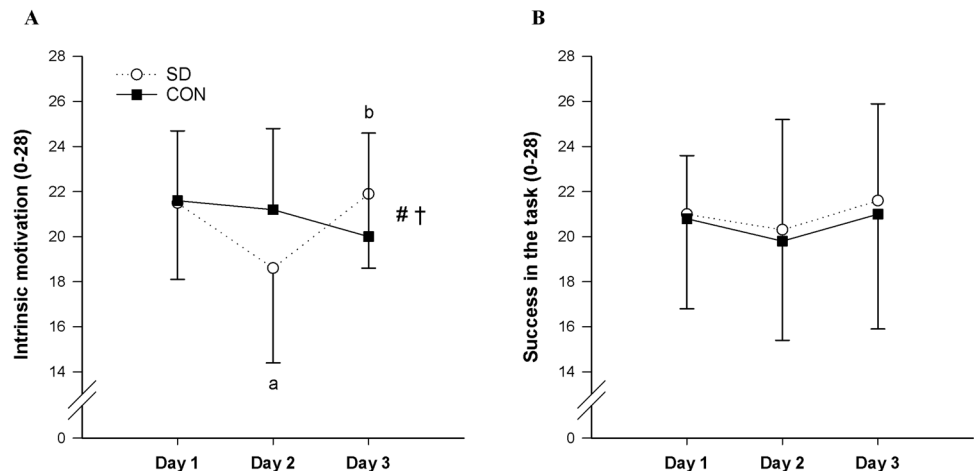 A
Intrinsic motivation (0-28)
28
26
24
22
20
18
16
14
0
SD
CON
b
# †
a
Day 1 Day 2 Day 3
B
Success in the task (0-28)
28
26
24
22
20
18
16
14
0
Day 1 Day 2 Day 3